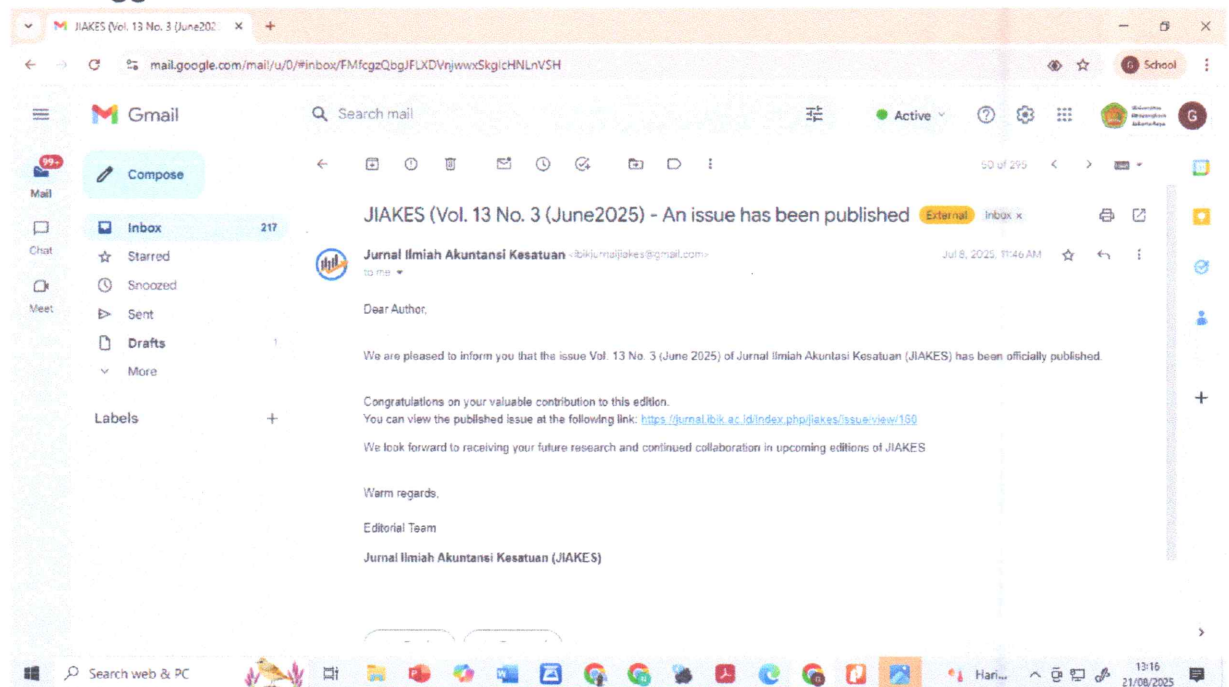 JIAKES (Vol. 13 No. 3 (June202
mail.google.com/mail/u/0/#inbox/FMfcgzQbgJFLXDVnjwwxSkglcHNLnVSH
School
Gmail
Search mail
Active
G
99+
Mail
Compose
50 of 295
Chat
Meet
Inbox 217
Starred
Snoozed
Sent
Drafts 1
More
Labels
JIAKES (Vol. 13 No. 3 (June2025) - An issue has been published External Inbox x
Jurnal Ilmiah Akuntansi Kesatuan <ibikjurnaljiakes@gmail.com> Jul 8, 2025, 11:46 AM
to me
Dear Author,
We are pleased to inform you that the issue Vol. 13 No. 3 (June 2025) of Jurnal Ilmiah Akuntasi Kesatuan (JIAKES) has been officially published.
Congratulations on your valuable contribution to this edition.
You can view the published issue at the following link: https://jurnal.ibik.ac.id/index.php/jiakes/issue/view/160
We look forward to receiving your future research and continued collaboration in upcoming editions of JIAKES
Warm regards,
Editorial Team
Jurnal Ilmiah Akuntansi Kesatuan (JIAKES)
Search web & PC
Hari...
13:16
21/08/2025